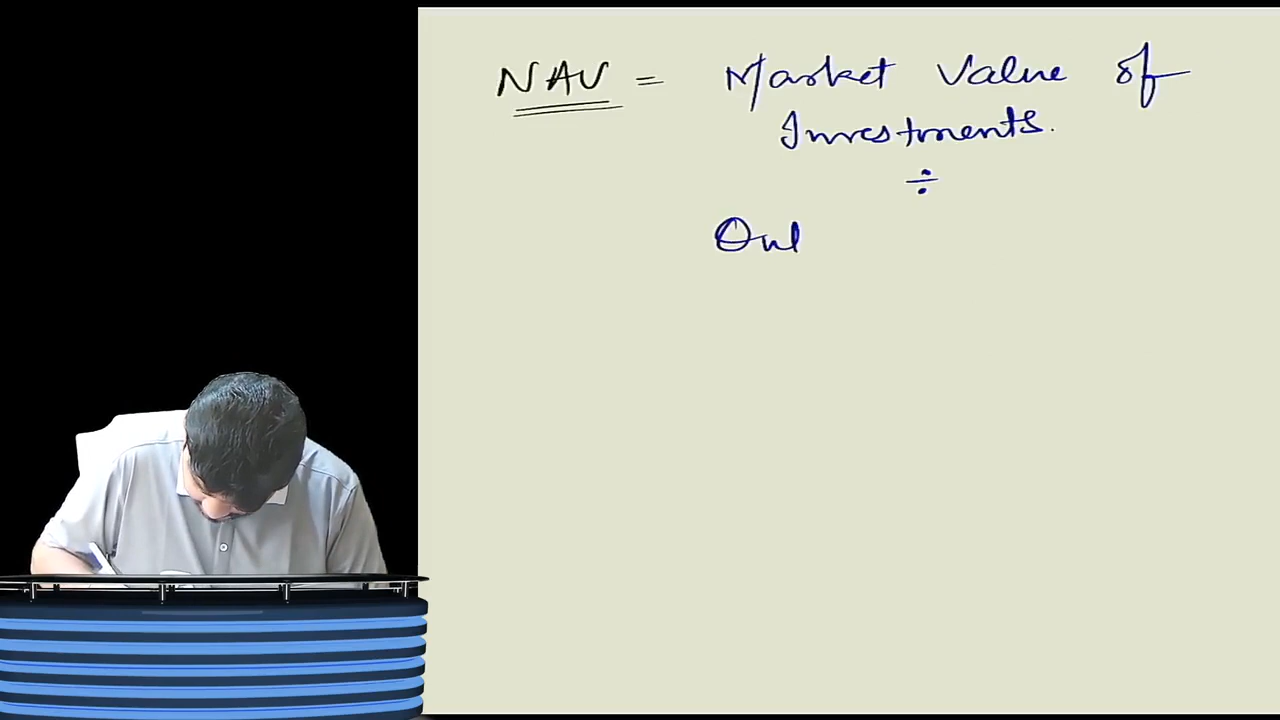 NAV = Market Value of
Investments.
÷
Out